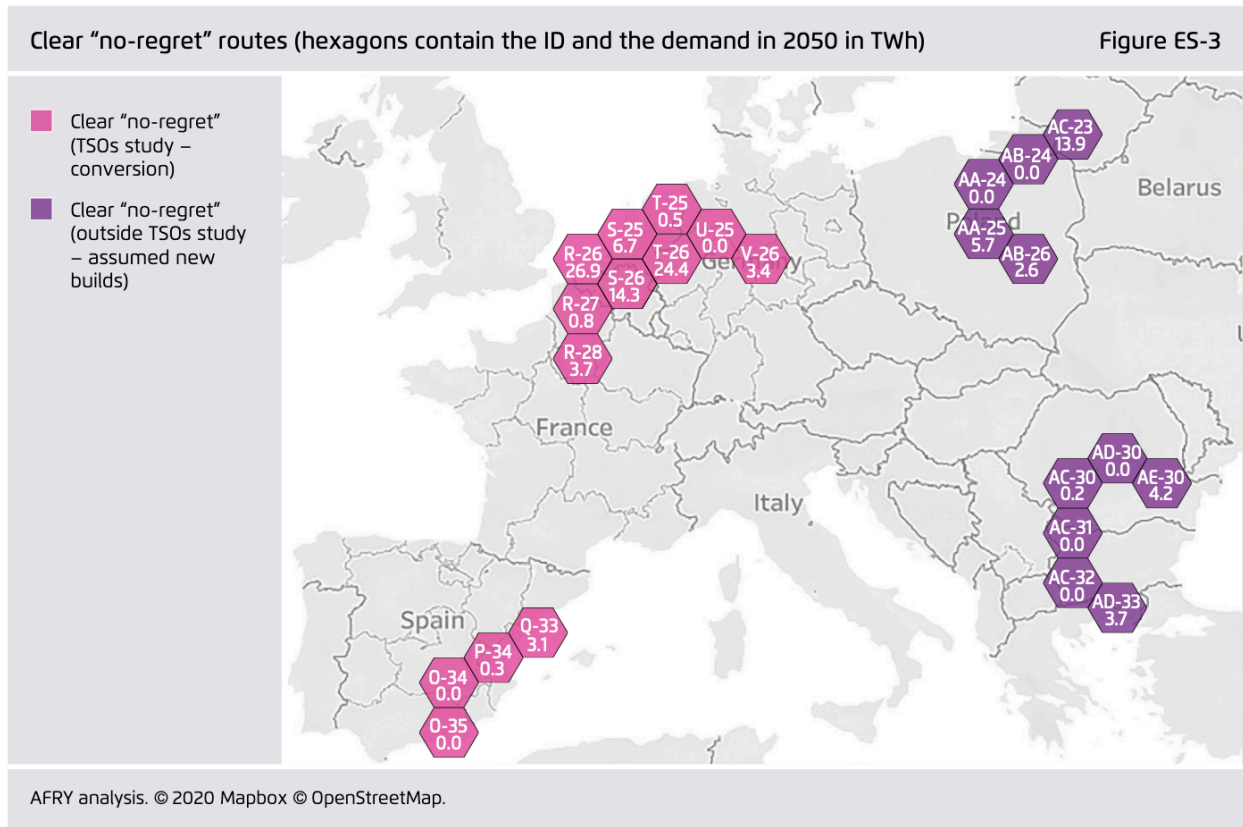 Clear “no-regret” routes (hexagons contain the ID and the demand in 2050 in TWh)
Figure ES-3
Clear “no-regret”
(TSOs study –
conversion)
Clear “no-regret”
(outside TSOs study
– assumed new
builds)
AC-23
13.9
AB-24
0.0
AA-24
0.0
Belarus
Poland
AA-25
5.7
AB-26
2.6
T-25
0.5
S-25
6.7
U-25
0.0
R-26
26.9
T-26
24.4
Germany
V-26
3.4
S-26
14.3
R-27
0.8
R-28
3.7
France
Italy
AD-30
0.0
AC-30
0.2
AE-30
4.2
AC-31
0.0
AC-32
0.0
AD-33
3.7
Spain
Q-33
3.1
P-34
0.3
O-34
0.0
O-35
0.0
AFRY analysis. © 2020 Mapbox © OpenStreetMap.